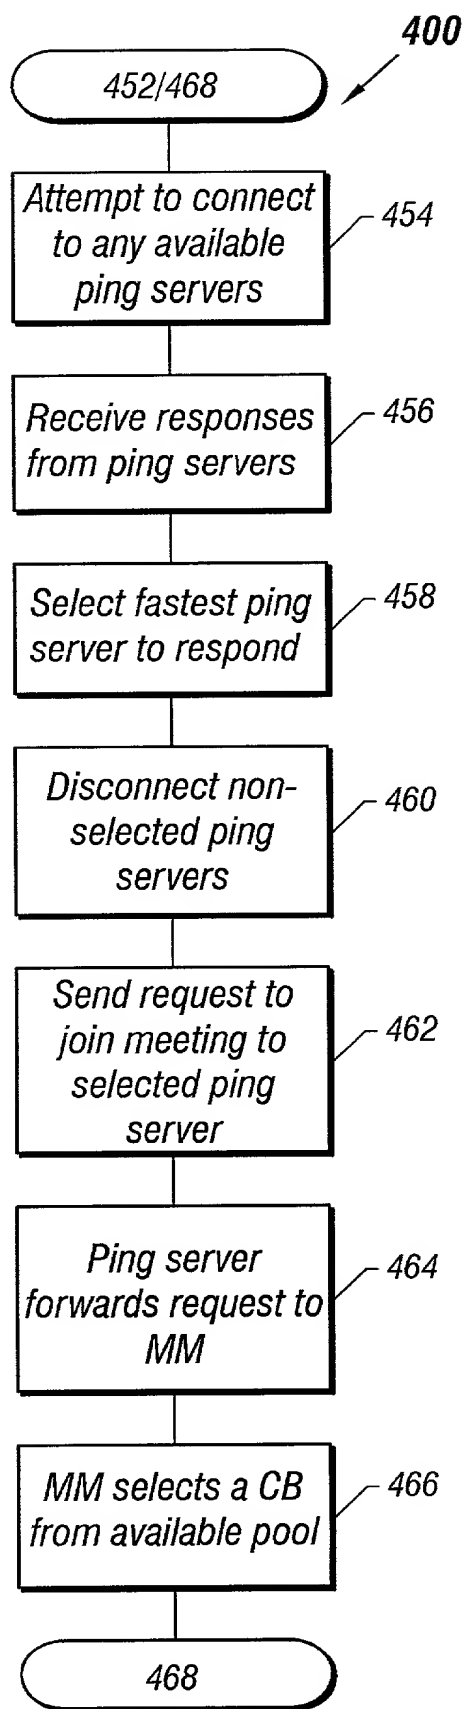 400
452/468
Attempt to connect
to any available
ping servers
454
Receive responses
from ping servers
456
Select fastest ping
server to respond
458
Disconnect non-
selected ping
servers
460
Send request to
join meeting to
selected ping
server
462
Ping server
forwards request to
MM
464
MM selects a CB
from available pool
466
468